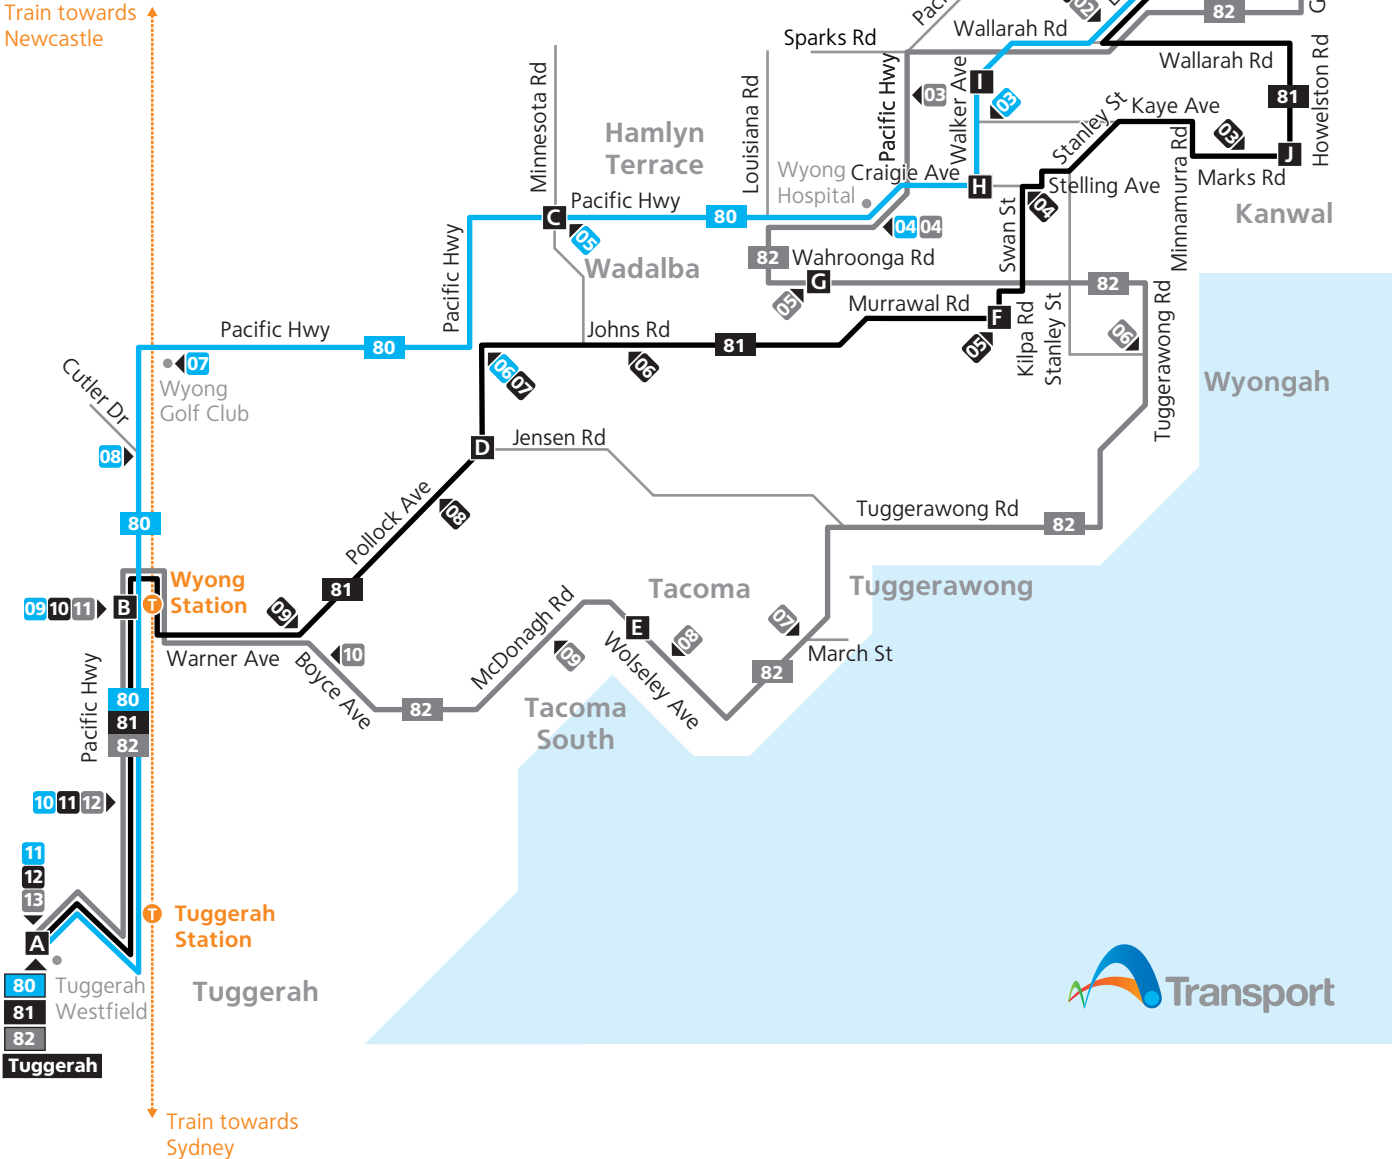 Train towards
Newcastle
Pac
02
82
G
Sparks Rd
Wallarah Rd
Wallarah Rd
Howelston Rd
Minnesota Rd
Hamlyn
Terrace
Louisiana Rd
Pacific Hwy
03
Walker Ave
I
03
Stanley St
Kaye Ave
81
Minnamurra Rd
03
J
Marks Rd
Wyong
Hospital
Craigie Ave
H
Stelling Ave
04
Kanwal
C
Pacific Hwy
80
05
Wadalba
04
04
Swan St
82
Wahroonga Rd
G
05
82
Pacific Hwy
Pacific Hwy
80
Johns Rd
81
Murrawal Rd
F
05
Kilpa Rd
Stanley St
06
Tuggerawong Rd
07
Wyong
Golf Club
Cutler Dr
06
07
06
Wyongah
08
D
Jensen Rd
Pollock Ave
08
80
Tuggerawong Rd
82
Wyong
Station
T
81
09
B
09
10
11
Tacoma
Tuggerawong
McDonagh Rd
E
08
07
March St
Warner Ave
Boyce Ave
10
09
Wolseley Ave
82
82
Pacific Hwy
80
81
82
Tacoma
South
10
11
12
11
12
13
T
Tuggerah
Station
A
80
81
82
Tuggerah
Westfield
Tuggerah
Tuggerah
Transport
Train towards
Sydney